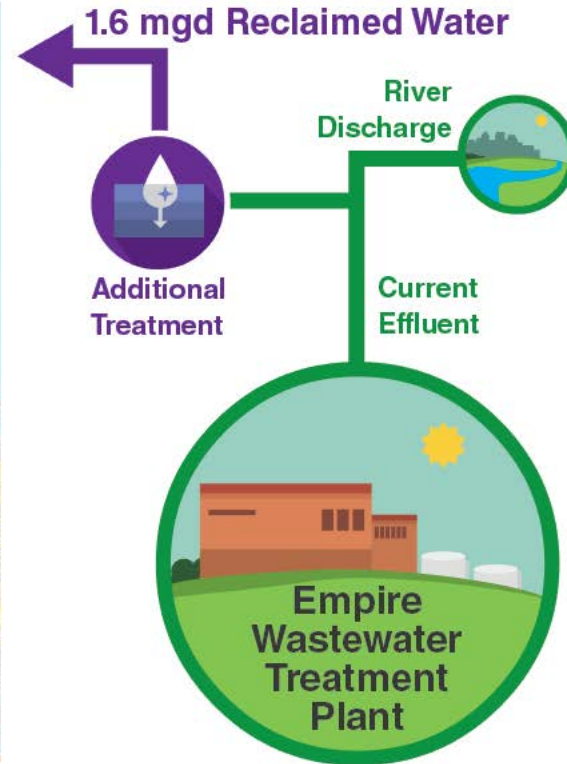 1.6 mgd Reclaimed Water
River
Discharge
Additional
Treatment
Current
Effluent
Empire
Wastewater
Treatment
Plant